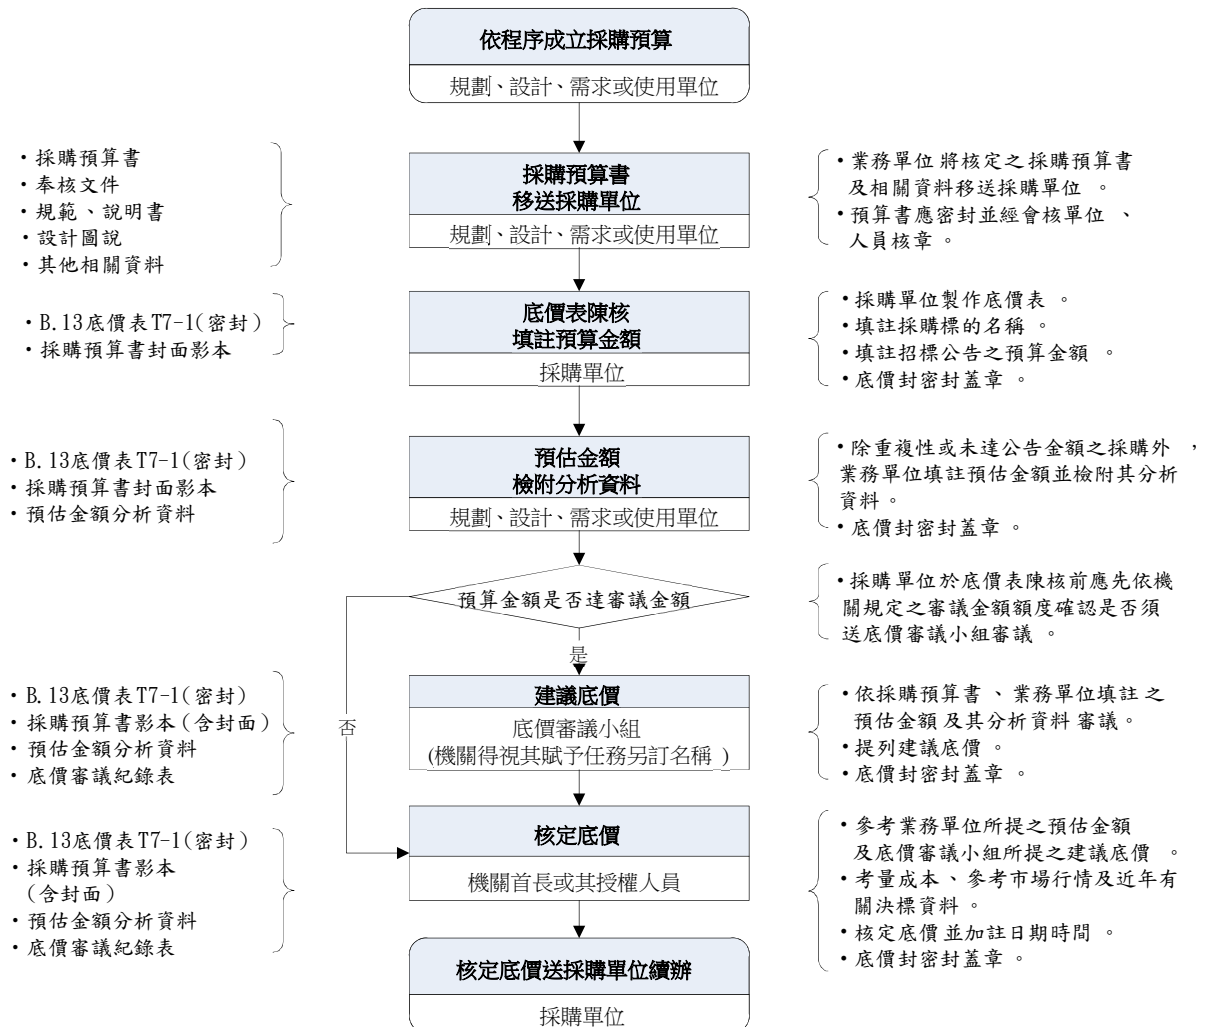 依程序成立採購預算
規劃、設計、需求或使用單位
・採購預算書
・奉核文件
・規範、說明書
・設計圖說
・其他相關資料
採購預算書
移送採購單位
規劃、設計、需求或使用單位
・業務單位將核定之採購預算書
及相關資料移送採購單位。
・預算書應密封並經會核單位、
人員核章。
・B.13底價表T7-1(密封)
・採購預算書封面影本
底價表陳核
填註預算金額
採購單位
・採購單位製作底價表。
・填註採購標的名稱。
・填註招標公告之預算金額。
・底價封密封蓋章。
・B.13底價表T7-1(密封)
・採購預算書封面影本
・預估金額分析資料
預估金額
檢附分析資料
規劃、設計、需求或使用單位
・除重複性或未達公告金額之採購外,
業務單位填註預估金額並檢附其分析
資料。
・底價封密封蓋章。
預算金額是否達審議金額
・採購單位於底價表陳核前應先依機
關規定之審議金額額度確認是否須
送底價審議小組審議。
是
否
・B.13底價表T7-1(密封)
・採購預算書影本(含封面)
・預估金額分析資料
・底價審議紀錄表
建議底價
底價審議小組
(機關得視其賦予任務另訂名稱)
・依採購預算書、業務單位填註之
預估金額及其分析資料審議。
・提列建議底價。
・底價封密封蓋章。
・B.13底價表T7-1(密封)
・採購預算書影本
(含封面)
・預估金額分析資料
・底價審議紀錄表
核定底價
機關首長或其授權人員
・參考業務單位所提之預估金額
及底價審議小組所提之建議底價。
・考量成本、參考市場行情及近年有
關決標資料。
・核定底價並加註日期時間。
・底價封密封蓋章。
核定底價送採購單位續辦
採購單位